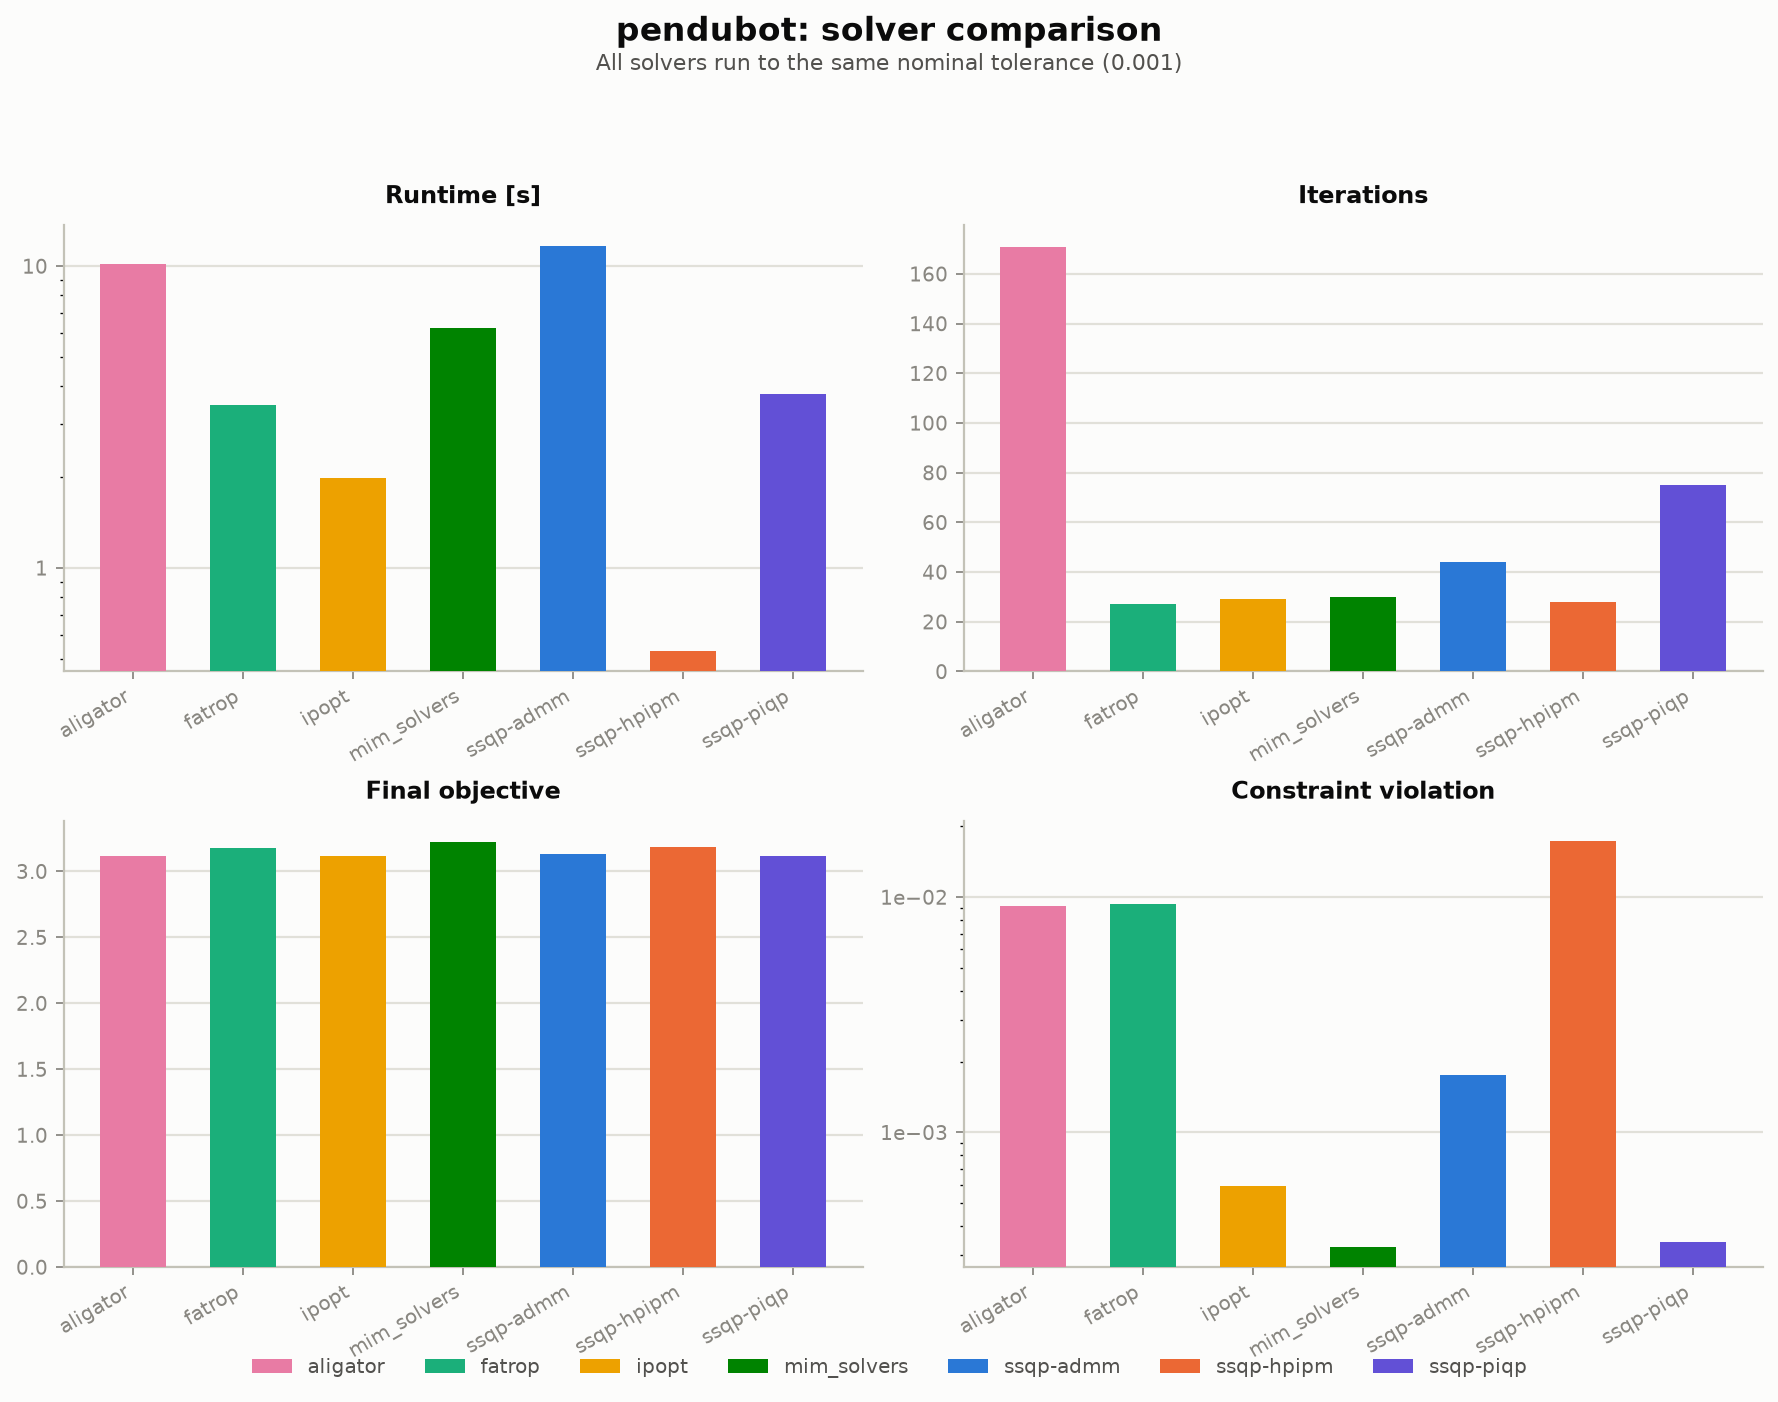 pendubot: solver comparison
All solvers run to the same nominal tolerance (0.001)
Runtime [s]
10
1
aligator
fatrop
ipopt
mim_solvers
ssqp-admm
ssqp-hpipm
ssqp-piqp
Iterations
160
140
120
100
80
60
40
20
0
aligator
fatrop
ipopt
mim_solvers
ssqp-admm
ssqp-hpipm
ssqp-piqp
Final objective
3.0
2.5
2.0
1.5
1.0
0.5
0.0
aligator
fatrop
ipopt
mim_solvers
ssqp-admm
ssqp-hpipm
ssqp-piqp
Constraint violation
1e−02
1e−03
aligator
fatrop
ipopt
mim_solvers
ssqp-admm
ssqp-hpipm
ssqp-piqp
aligator fatrop ipopt mim_solvers ssqp-admm ssqp-hpipm ssqp-piqp